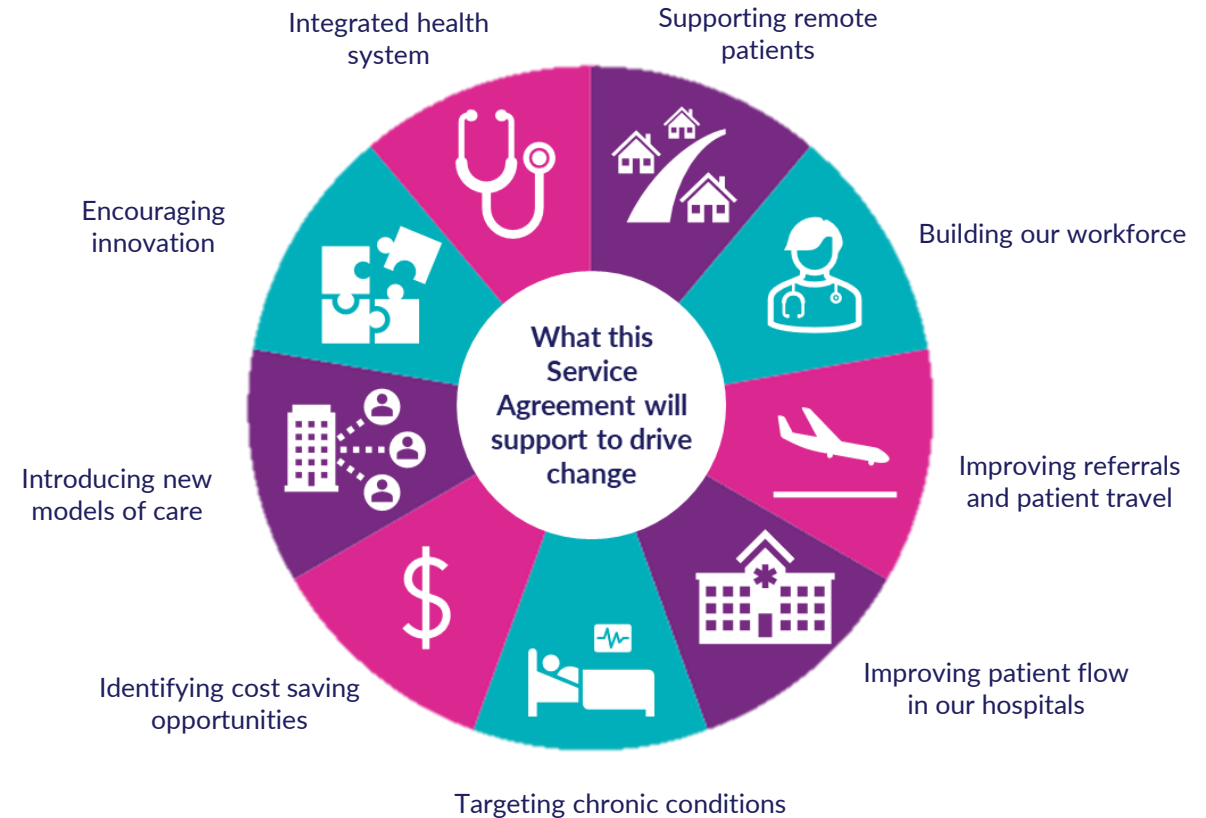 Integrated health
system
Supporting remote
patients
Encouraging
innovation
Building our workforce
What this
Service
Agreement will
support to drive
change
Introducing new
models of care
Improving referrals
and patient travel
Identifying cost saving
opportunities
Improving patient flow
in our hospitals
Targeting chronic conditions